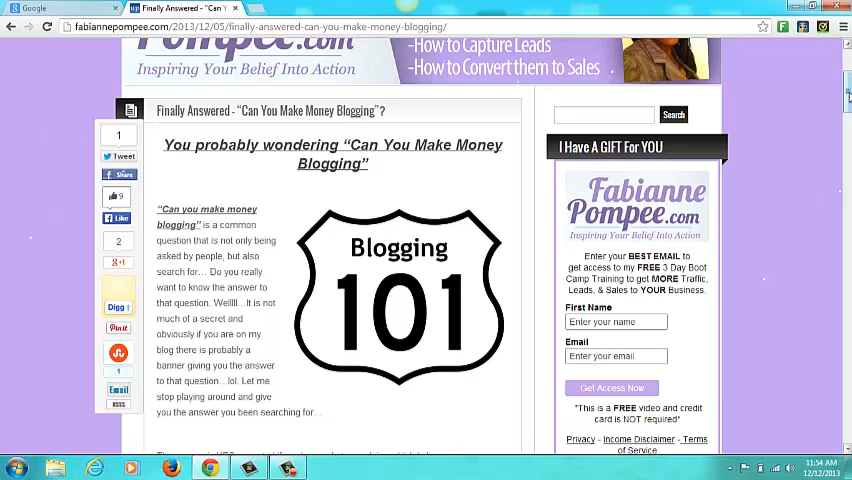 Google
Finally Answered - "Can Y
fabiannepompee.com/2013/12/05/finally-answered-can-you-make-money-blogging/
Pompee.com
Inspiring Your Belief Into Action
-How to Capture Leads
-How to Convert them to Sales
Finally Answered - "Can You Make Money Blogging"?
Search
You probably wondering "Can You Make Money
Blogging"
I Have A GIFT For YOU
1
Tweet
Share
9
Like
2
g+1
Digg
Pin it
1
Email
RSSS
"Can you make money
blogging" is a common
question that is not only being
asked by people, but also
search for... Do you really
want to know the answer to
that question. Wellll...It is not
much of a secret and
obviously if you are on my
blog there is probably a
banner giving you the answer
to that question...lol. Let me
stop playing around and give
you the answer you been searching for...
Blogging
101
Fabianne
Pompee.com
Inspiring Your Belief Into Action
Enter your BEST EMAIL to
get access to my FREE 3 Day Boot
Camp Training to get MORE Traffic,
Leads, & Sales to YOUR Business.
First Name
Enter your name
Email
Enter your email
Get Access Now
*This is a FREE video and credit
card is NOT required*
Privacy - Income Disclaimer - Terms
of Service
11:54 AM
12/12/2013